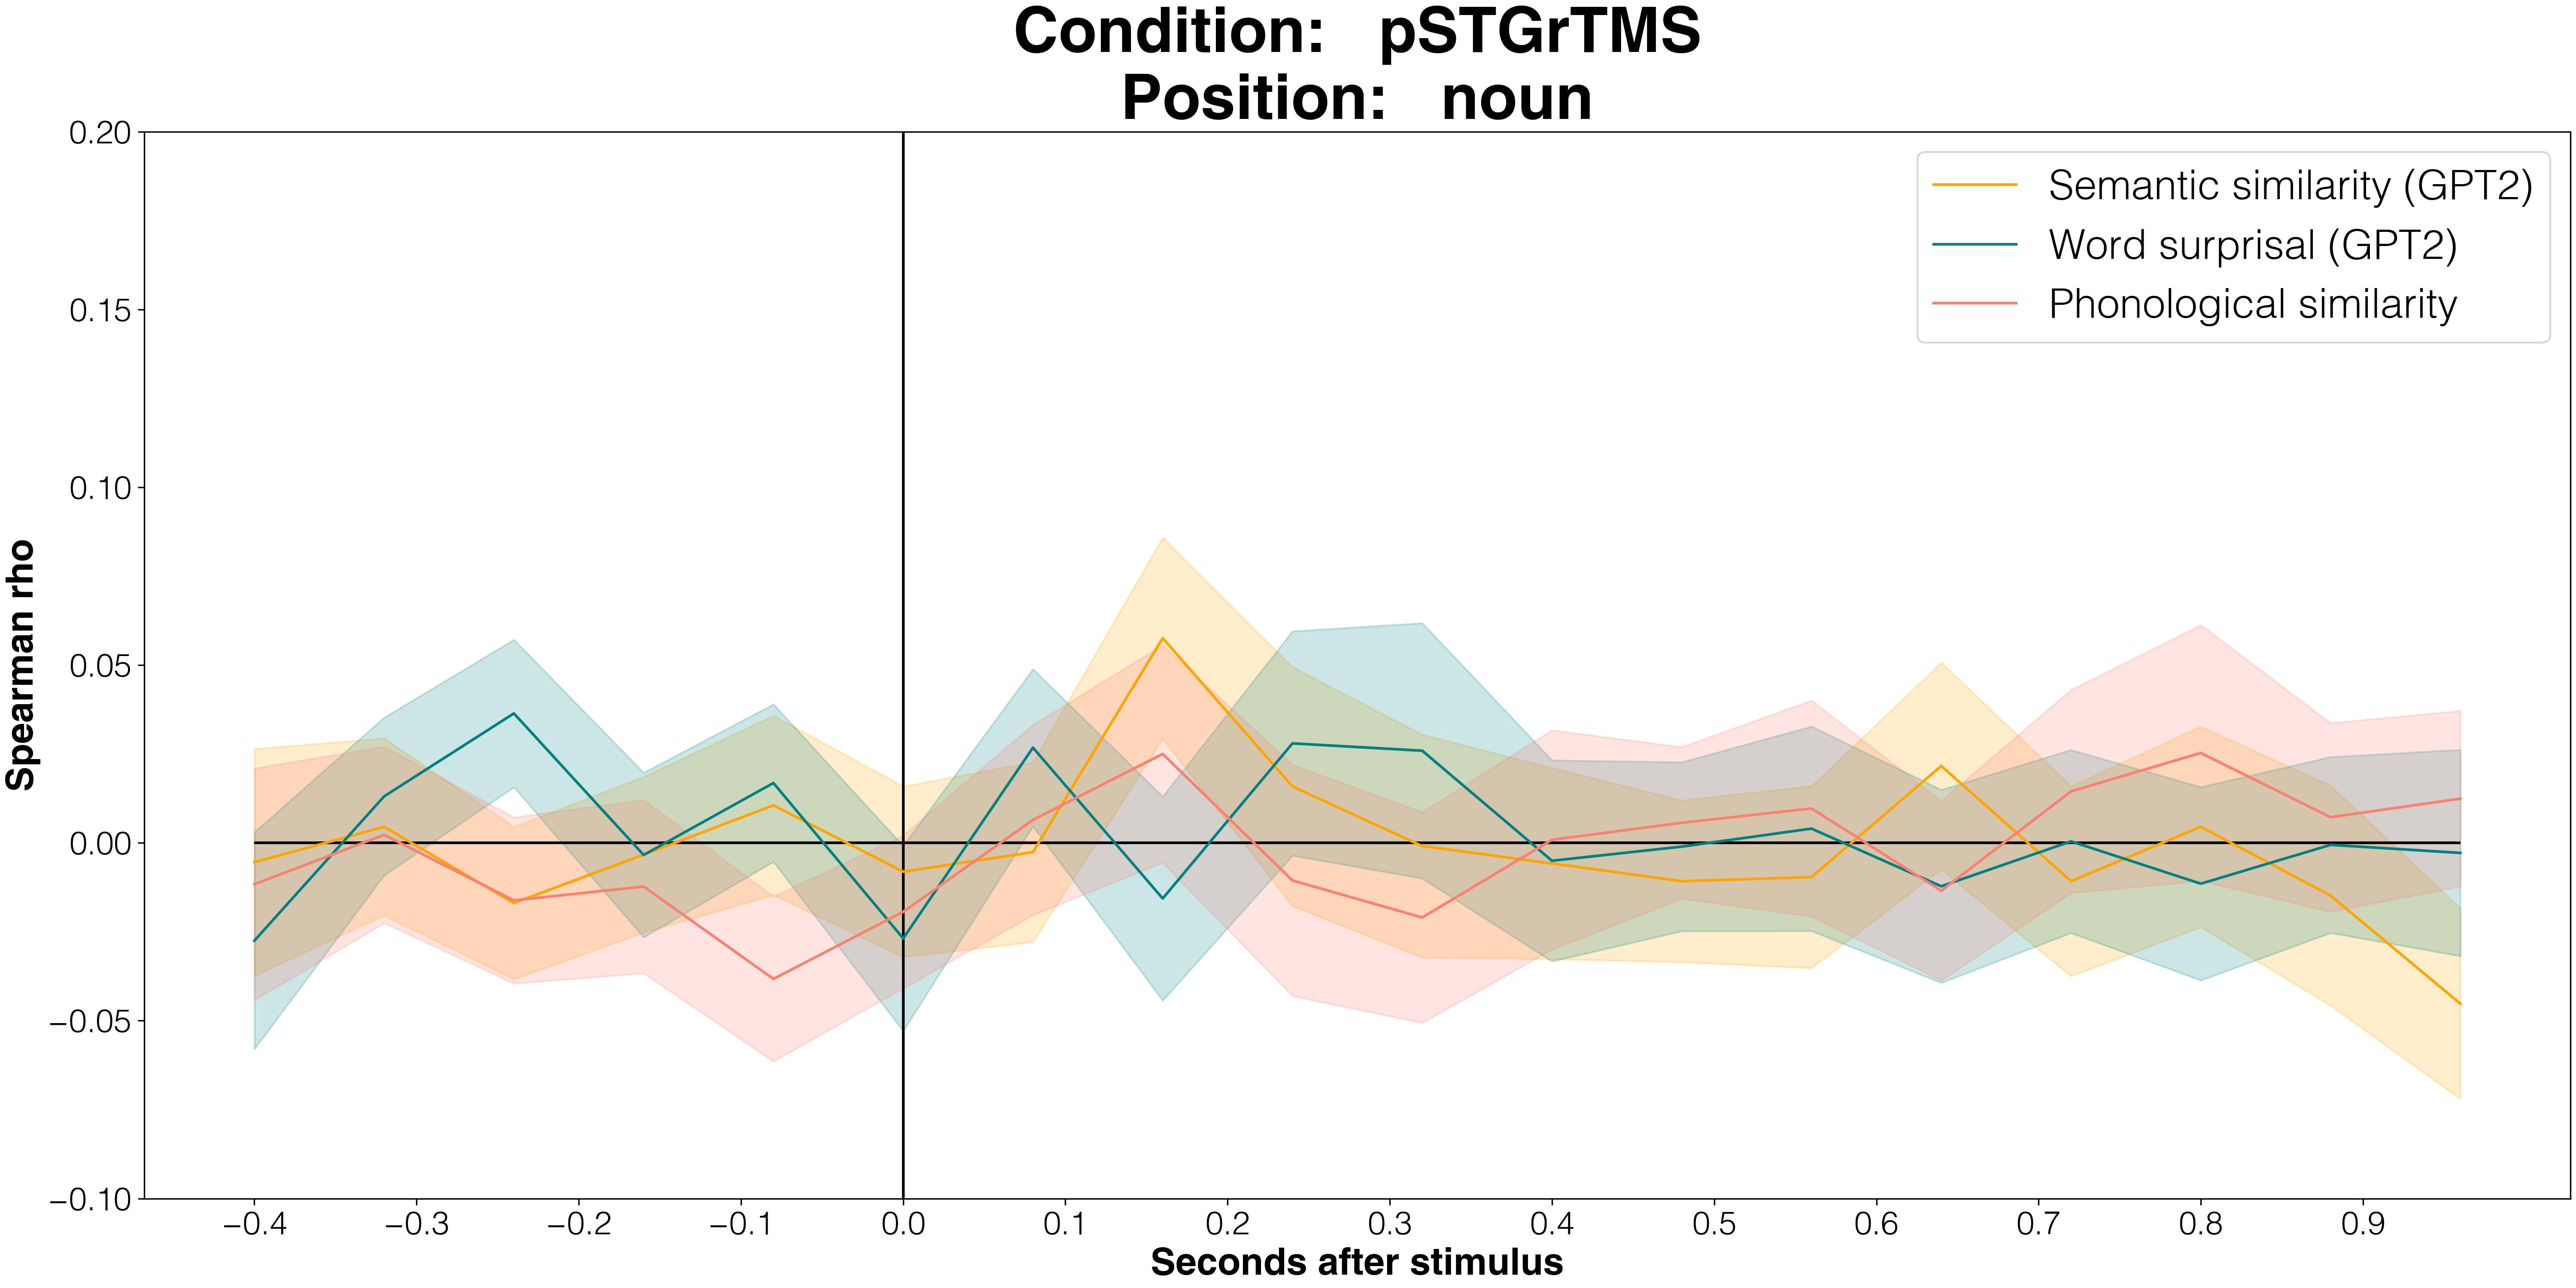 Condition: pSTGrTMS
Position: noun
0.20
0.15
0.10
0.05
0.00
−0.05
−0.10
Spearman rho
Semantic similarity (GPT2)
Word surprisal (GPT2)
Phonological similarity
−0.4 −0.3 −0.2 −0.1 0.0 0.1 0.2 0.3 0.4 0.5 0.6 0.7 0.8 0.9
Seconds after stimulus